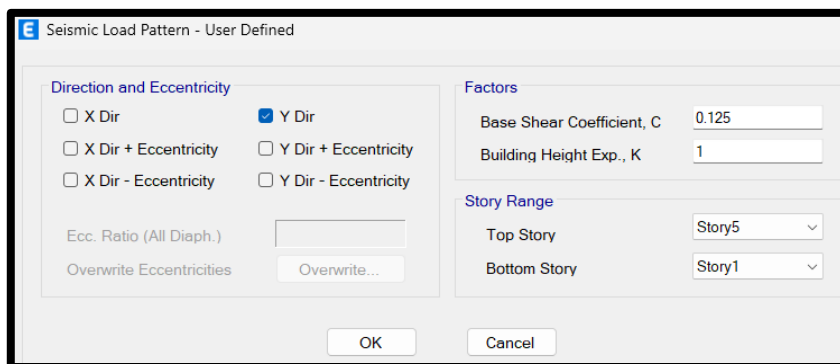 E Seismic Load Pattern - User Defined
Direction and Eccentricity
X Dir
Y Dir
X Dir + Eccentricity
Y Dir + Eccentricity
X Dir - Eccentricity
Y Dir - Eccentricity
Ecc. Ratio (All Diaph.)
Overwrite Eccentricities
Overwrite...
Factors
Base Shear Coefficient, C
0.125
Building Height Exp., K
1
Story Range
Top Story
Story5
Bottom Story
Story1
OK
Cancel